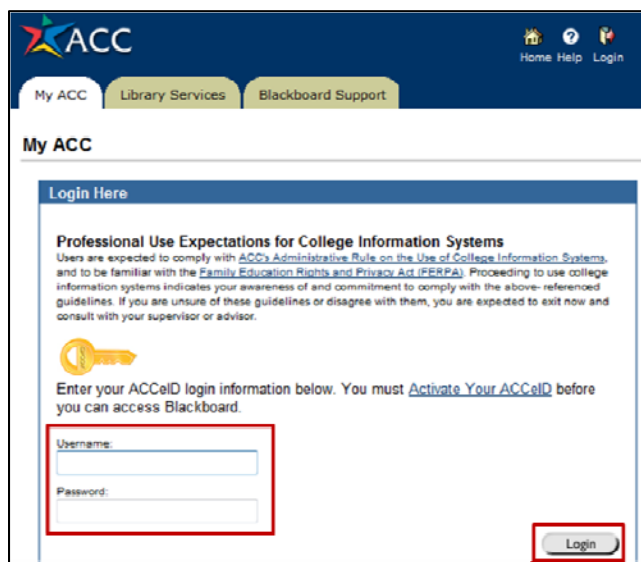 ACC
Home Help Login
My ACC Library Services Blackboard Support
My ACC
Login Here
Professional Use Expectations for College Information Systems
Users are expected to comply with ACC's Administrative Rule on the Use of College Information Systems,
and to be familiar with the Family Education Rights and Privacy Act (FERPA). Proceeding to use college
information systems indicates your awareness of and commitment to comply with the above- referenced
guidelines. If you are unsure of these guidelines or disagree with them, you are expected to exit now and
consult with your supervisor or advisor.
Enter your ACCeID login information below. You must Activate Your ACCeID before
you can access Blackboard.
Username:
Password:
Login